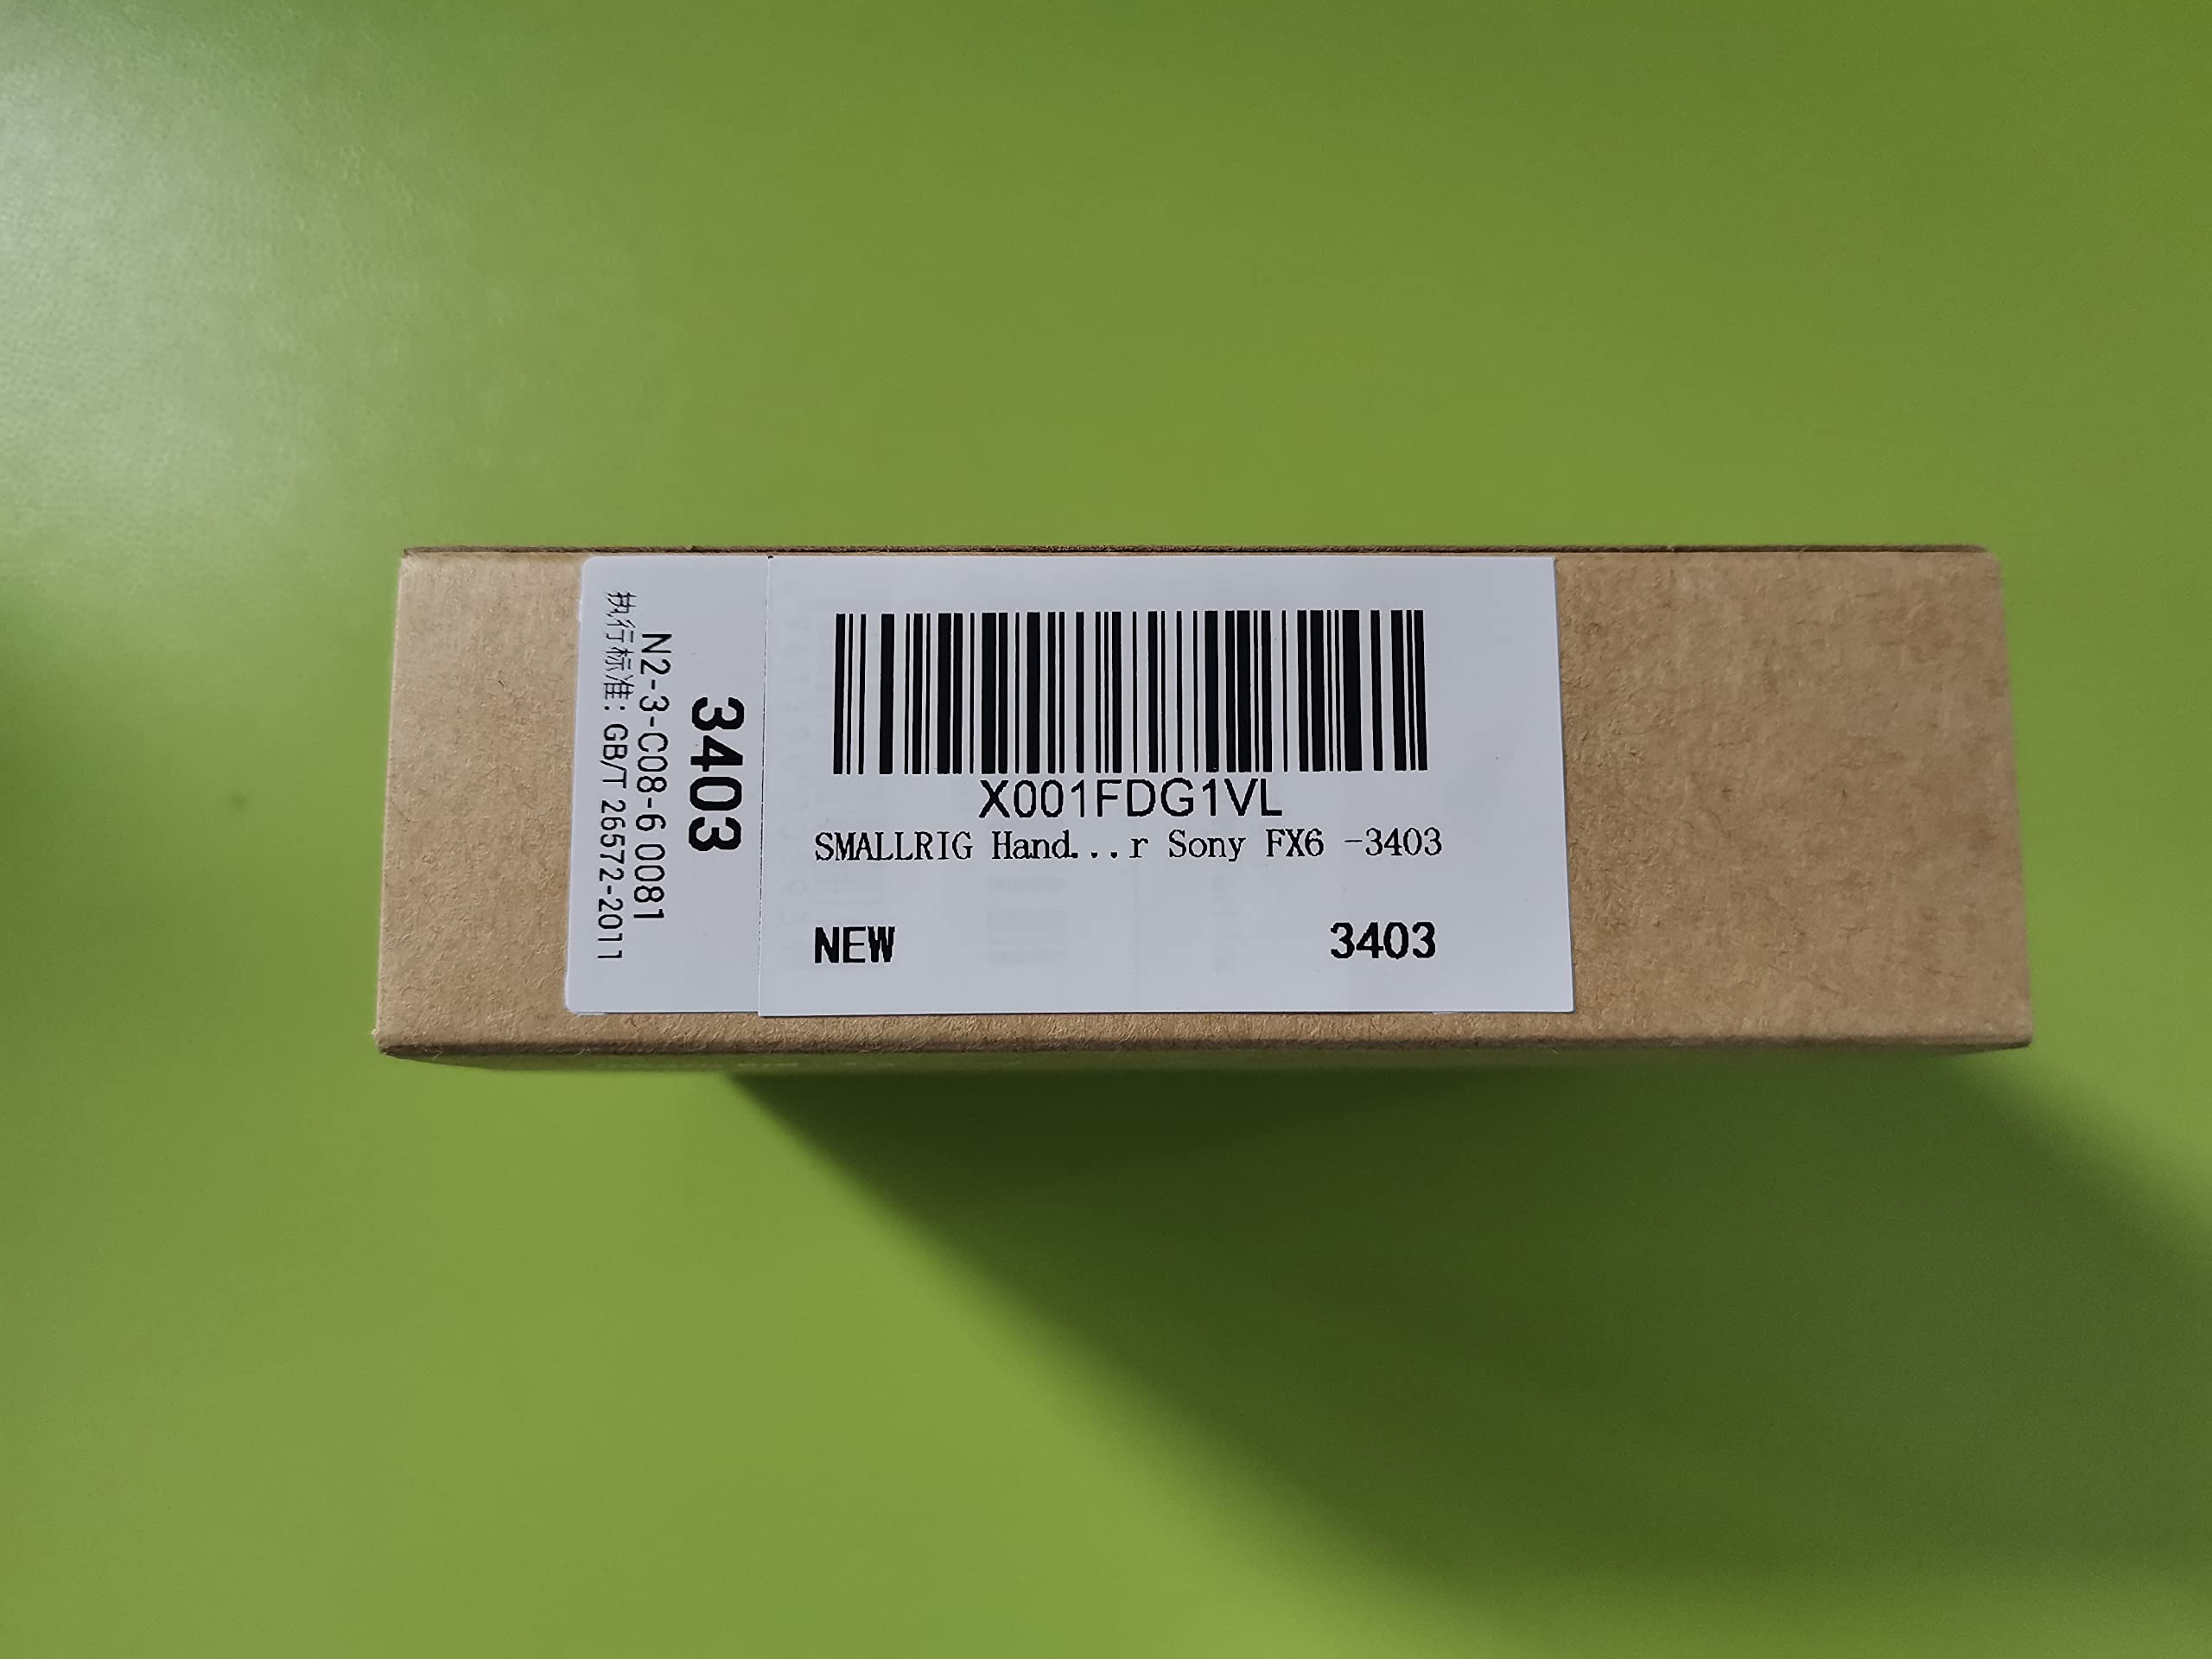 X001FDG1VL
SMALLRIG Hand...r Sony FX6 -3403
NEW 3403
3403
N2-3-C08-6 0081
执行标准: GB/T 26572-2011